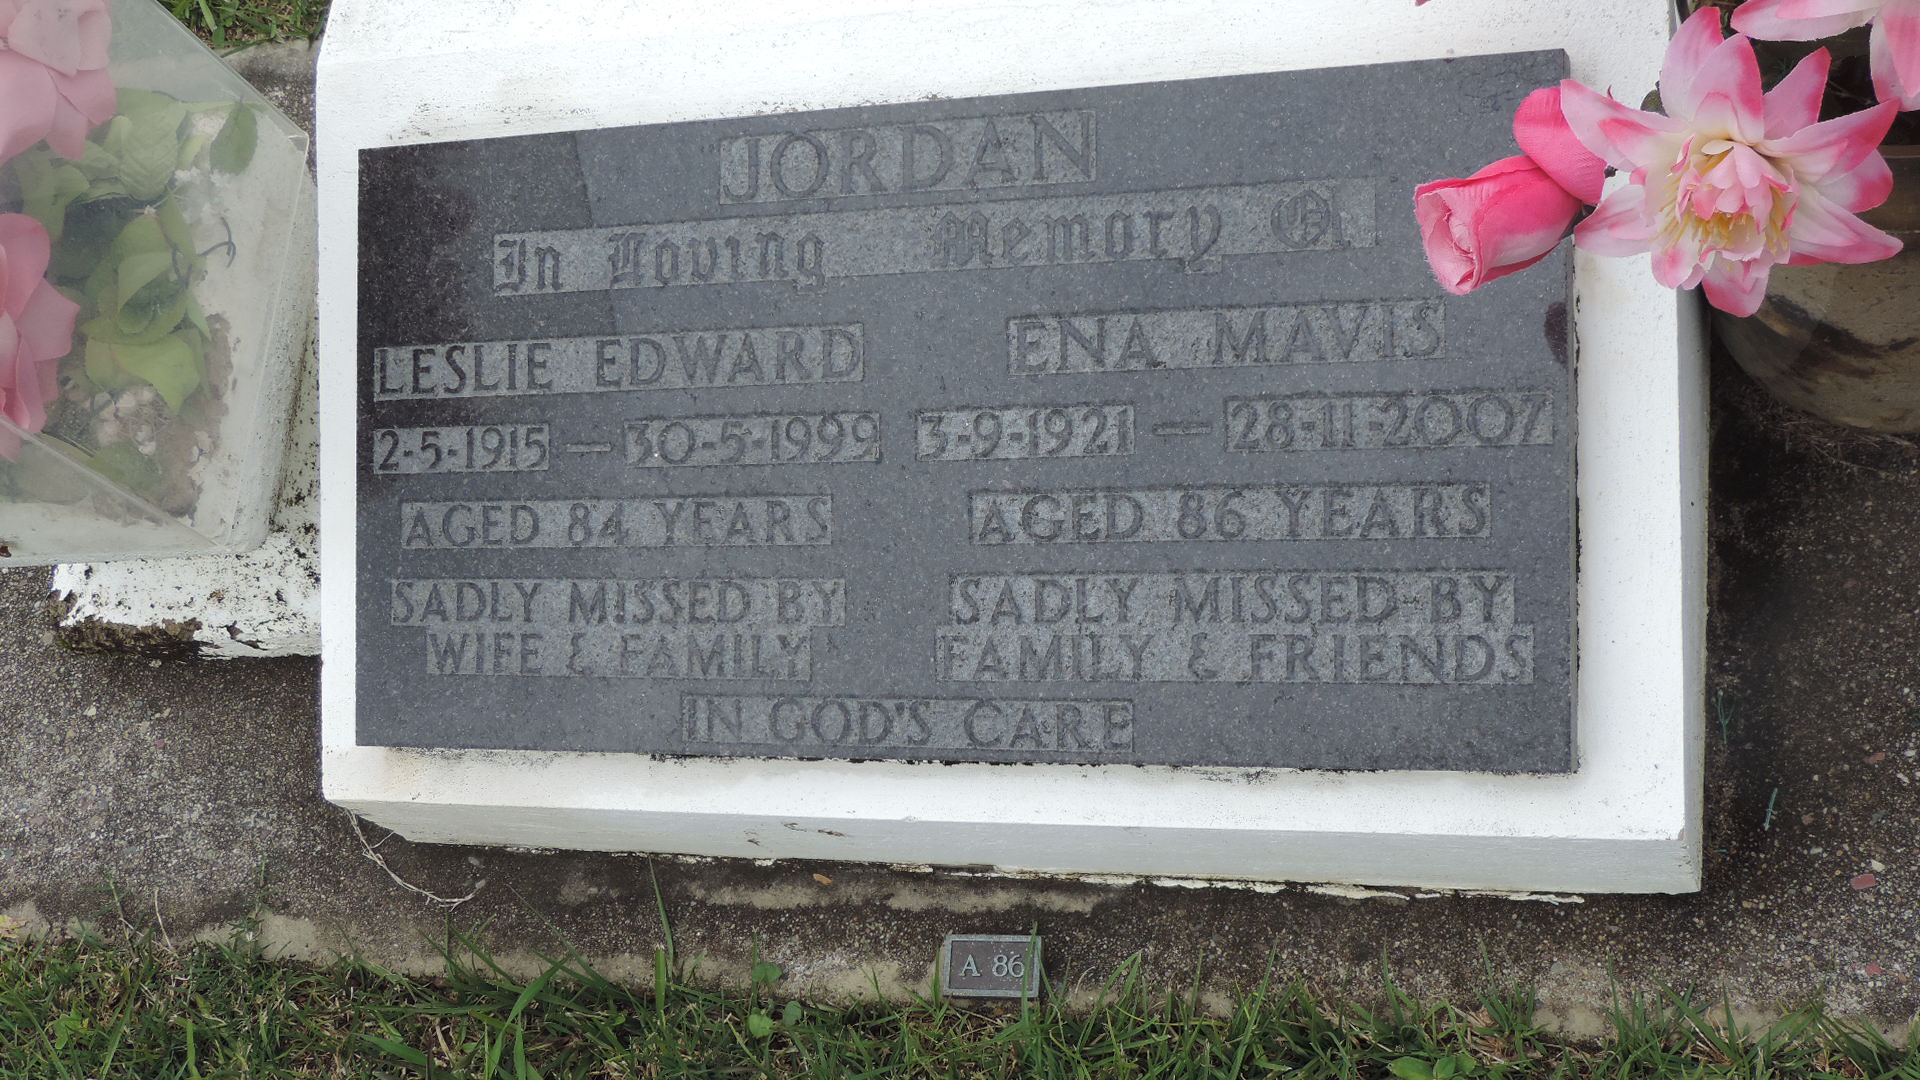 JORDAN
In Loving Memory Of
LESLIE EDWARD ENA MAVIS
2-5-1915 — 30-5-1999 3-9-1921 — 28-11-2007
AGED 84 YEARS AGED 86 YEARS
SADLY MISSED BY SADLY MISSED BY
WIFE & FAMILY FAMILY & FRIENDS
IN GOD'S CARE
A 86